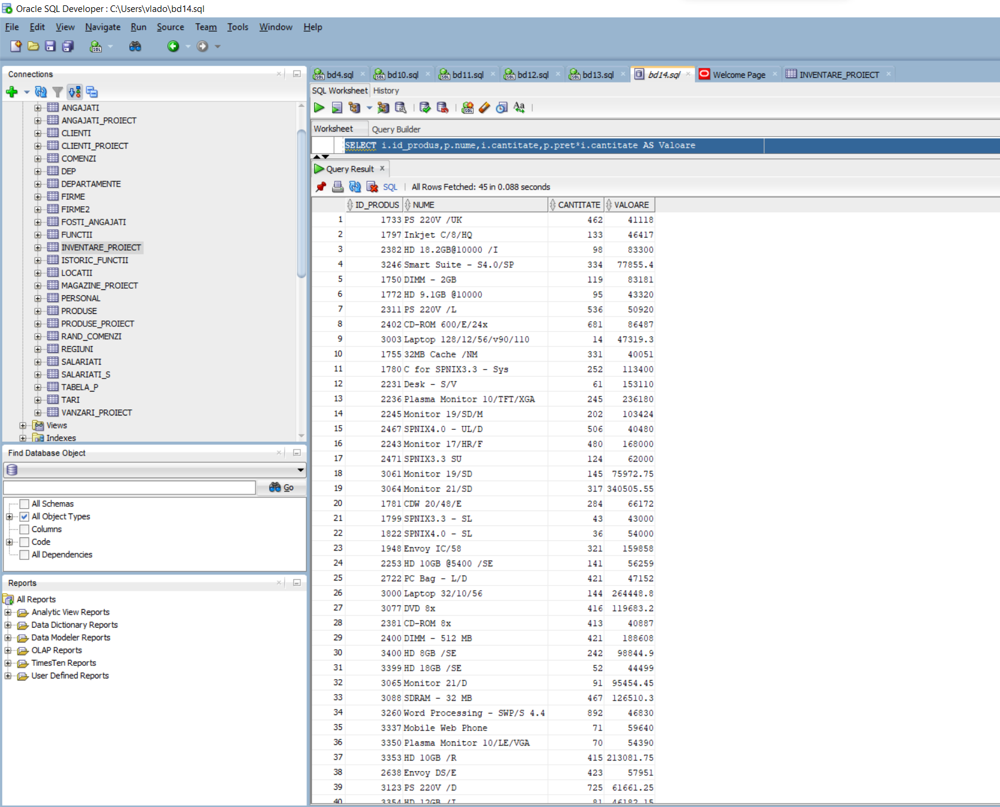 Oracle SQL Developer : C:\Users\vlado\bd14.sql
File Edit View Navigate Run Source Team Tools Window Help
Connections
ANGAJATI
ANGAJATI_PROIECT
CLIENTI
CLIENTI_PROIECT
COMENZI
DEP
DEPARTAMENTE
FIRME
FIRME2
FOSTI_ANGAJATI
FUNCTII
INVENTARE_PROIECT
ISTORIC_FUNCTII
LOCATII
MAGAZINE_PROIECT
PERSONAL
PRODUSE
PRODUSE_PROIECT
RAND_COMENZI
REGIUNI
SALARIATI
SALARIATI_S
TABELA_P
TARI
VANZARI_PROIECT
Views
Indexes
Find Database Object
Go
All Schemas
All Object Types
Columns
Code
All Dependencies
Reports
All Reports
Analytic View Reports
Data Dictionary Reports
Data Modeler Reports
OLAP Reports
TimesTen Reports
User Defined Reports
bd4.sql bd10.sql bd11.sql bd12.sql bd13.sql bd14.sql Welcome Page INVENTARE_PROIECT
SQL Worksheet History
Worksheet Query Builder
SELECT i.id_produs,p.nume,i.cantitate,p.pret*i.cantitate AS Valoare
Query Result
SQL All Rows Fetched: 45 in 0.088 seconds
ID_PRODUS NUME CANTITATE VALOARE
1 1733 PS 220V /UK 462 41118
2 1797 Inkjet C/8/HQ 133 46417
3 2382 HD 18.2GB@10000 /I 98 83300
4 3246 Smart Suite - S4.0/SP 334 77855.4
5 1750 DIMM - 2GB 119 83181
6 1772 HD 9.1GB @10000 95 43320
7 2311 PS 220V /L 536 50920
8 2402 CD-ROM 600/E/24x 681 86487
9 3003 Laptop 128/12/56/v90/110 14 47319.3
10 1755 32MB Cache /NM 331 40051
11 1780 C for SPNIX3.3 - Sys 252 113400
12 2231 Desk - S/V 61 153110
13 2236 Plasma Monitor 10/TFT/XGA 245 236180
14 2245 Monitor 19/SD/M 202 103424
15 2467 SPNIX4.0 - UL/D 506 40480
16 2243 Monitor 17/HR/F 480 168000
17 2471 SPNIX3.3 SU 124 62000
18 3061 Monitor 19/SD 145 75972.75
19 3064 Monitor 21/SD 317 340505.55
20 1781 CDW 20/48/E 284 66172
21 1799 SPNIX3.3 - SL 43 43000
22 1822 SPNIX4.0 - SL 36 54000
23 1948 Envoy IC/58 321 159858
24 2253 HD 10GB @5400 /SE 141 56259
25 2722 PC Bag - L/D 421 47152
26 3000 Laptop 32/10/56 144 264448.8
27 3077 DVD 8x 416 119683.2
28 2381 CD-ROM 8x 413 40887
29 2400 DIMM - 512 MB 421 188608
30 3400 HD 8GB /SE 242 98844.9
31 3399 HD 18GB /SE 52 44499
32 3065 Monitor 21/D 91 95454.45
33 3088 SDRAM - 32 MB 467 126510.3
34 3260 Word Processing - SWP/S 4.4 892 46830
35 3337 Mobile Web Phone 71 59640
36 3350 Plasma Monitor 10/LE/VGA 70 54390
37 3353 HD 10GB /R 415 213081.75
38 2638 Envoy DS/E 423 57951
39 3123 PS 220V /D 725 61661.25
40 3354 HD 12GB /I 81 46182.15